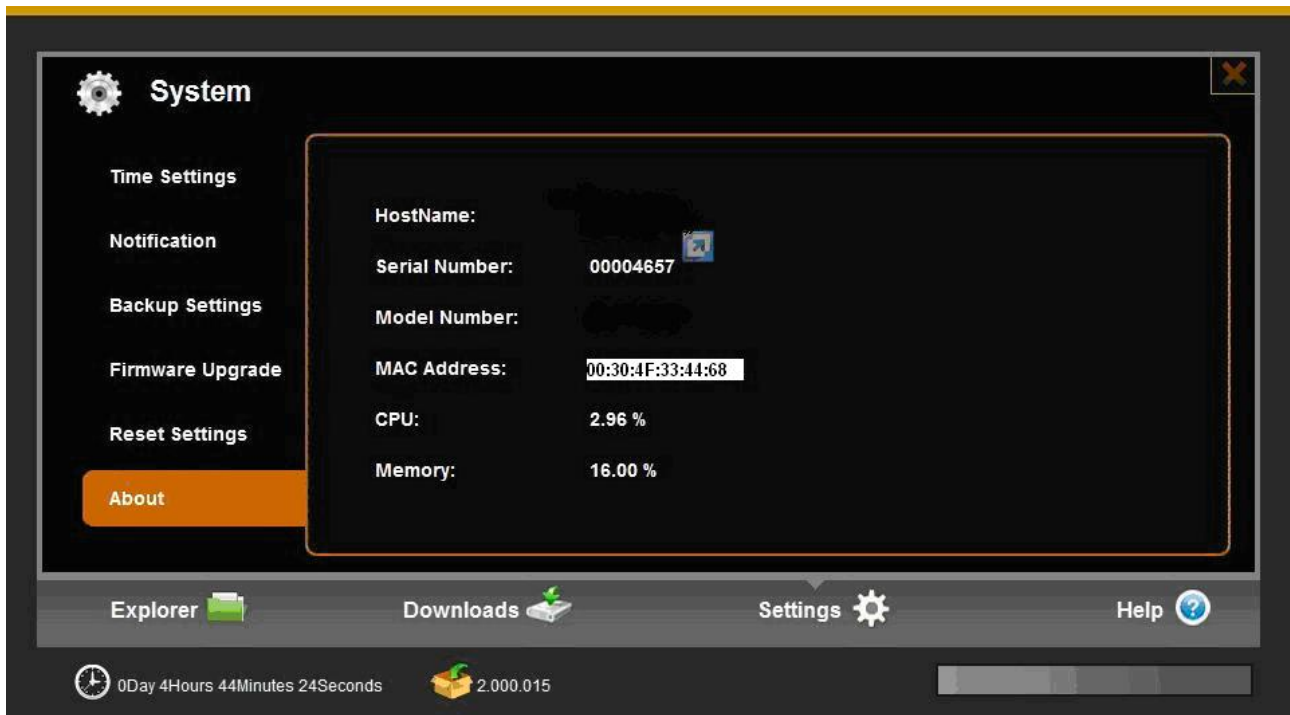 System
Time Settings
Notification
Backup Settings
Firmware Upgrade
Reset Settings
About
HostName:
Serial Number: 00004657
Model Number:
MAC Address: 00:30:4F:33:44:68
CPU: 2.96 %
Memory: 16.00 %
Explorer Downloads Settings Help
0Day 4Hours 44Minutes 24Seconds 2.000.015